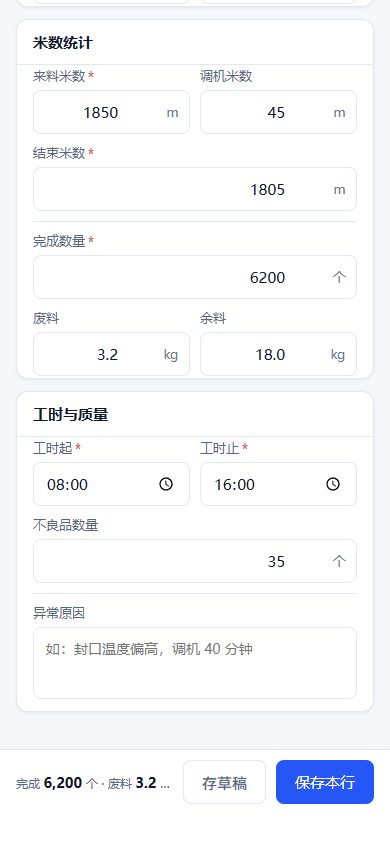 米数统计
来料米数 * 调机米数
1850 m 45 m
结束米数 *
1805 m
完成数量 *
6200 个
废料 余料
3.2 kg 18.0 kg
工时与质量
工时起 * 工时止 *
08:00 16:00
不良品数量
35 个
异常原因
如：封口温度偏高，调机 40 分钟
完成 6,200 个 · 废料 3.2 ... 存草稿 保存本行